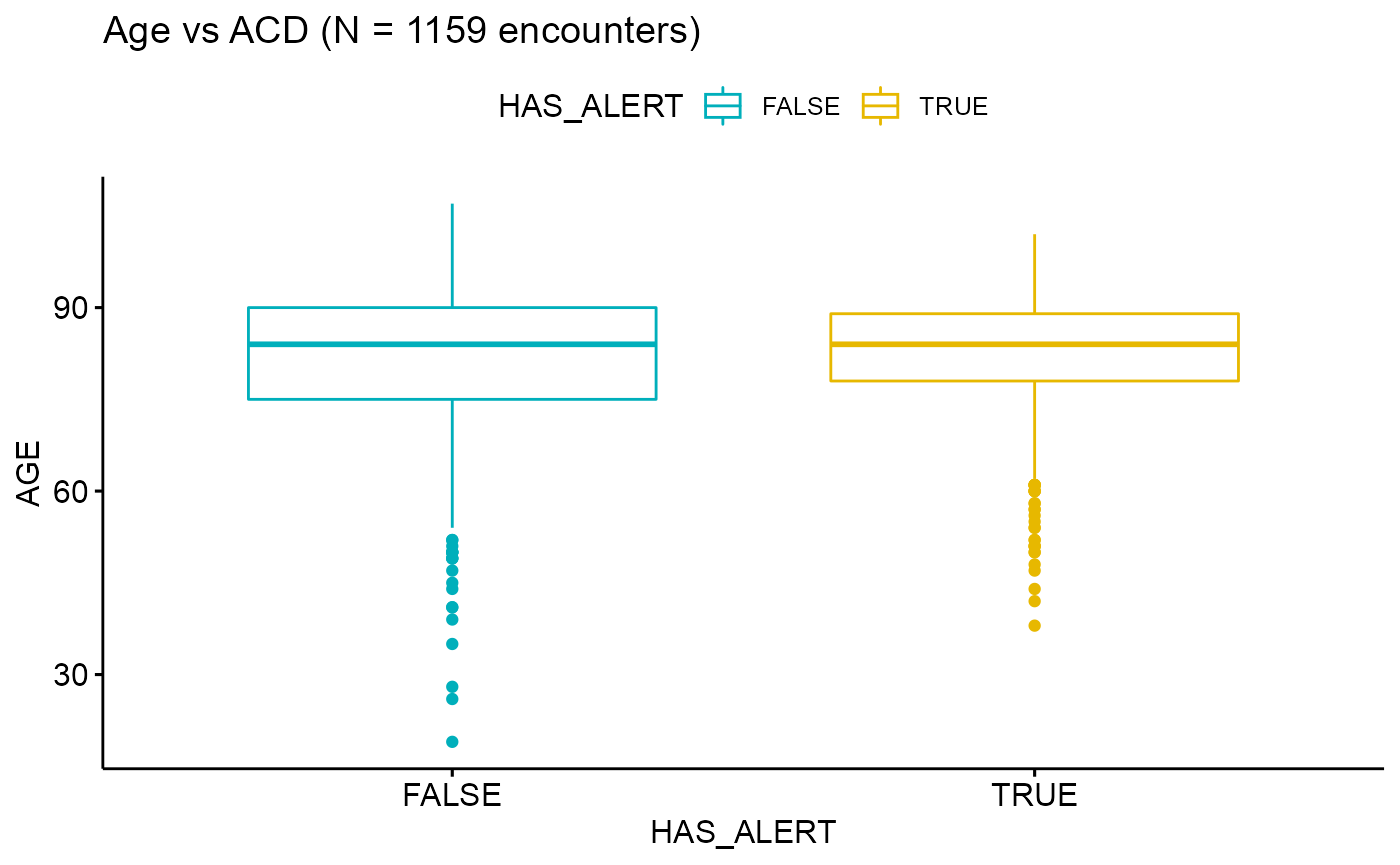 Age vs ACD (N = 1159 encounters)
HAS_ALERT FALSE TRUE
90
60
30
AGE
FALSE TRUE
HAS_ALERT